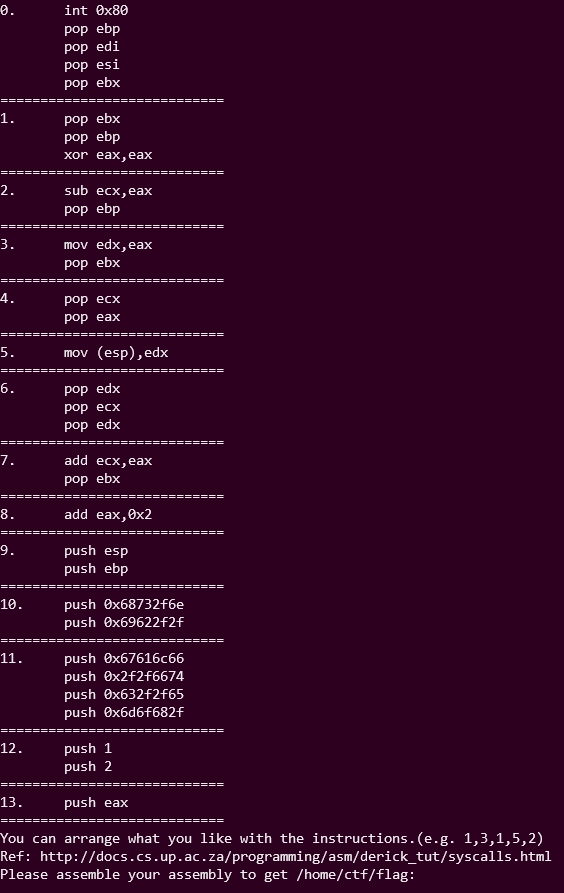 0. int 0x80
pop ebp
pop edi
pop esi
pop ebx
============================
1. pop ebx
pop ebp
xor eax,eax
============================
2. sub ecx,eax
pop ebp
============================
3. mov edx,eax
pop ebx
============================
4. pop ecx
pop eax
============================
5. mov (esp),edx
============================
6. pop edx
pop ecx
pop edx
============================
7. add ecx,eax
pop ebx
============================
8. add eax,0x2
============================
9. push esp
push ebp
============================
10. push 0x68732f6e
push 0x69622f2f
============================
11. push 0x67616c66
push 0x2f2f6674
push 0x632f2f65
push 0x6d6f682f
============================
12. push 1
push 2
============================
13. push eax
============================
You can arrange what you like with the instructions.(e.g. 1,3,1,5,2)
Ref: http://docs.cs.up.ac.za/programming/asm/derick_tut/syscalls.html
Please assemble your assembly to get /home/ctf/flag: